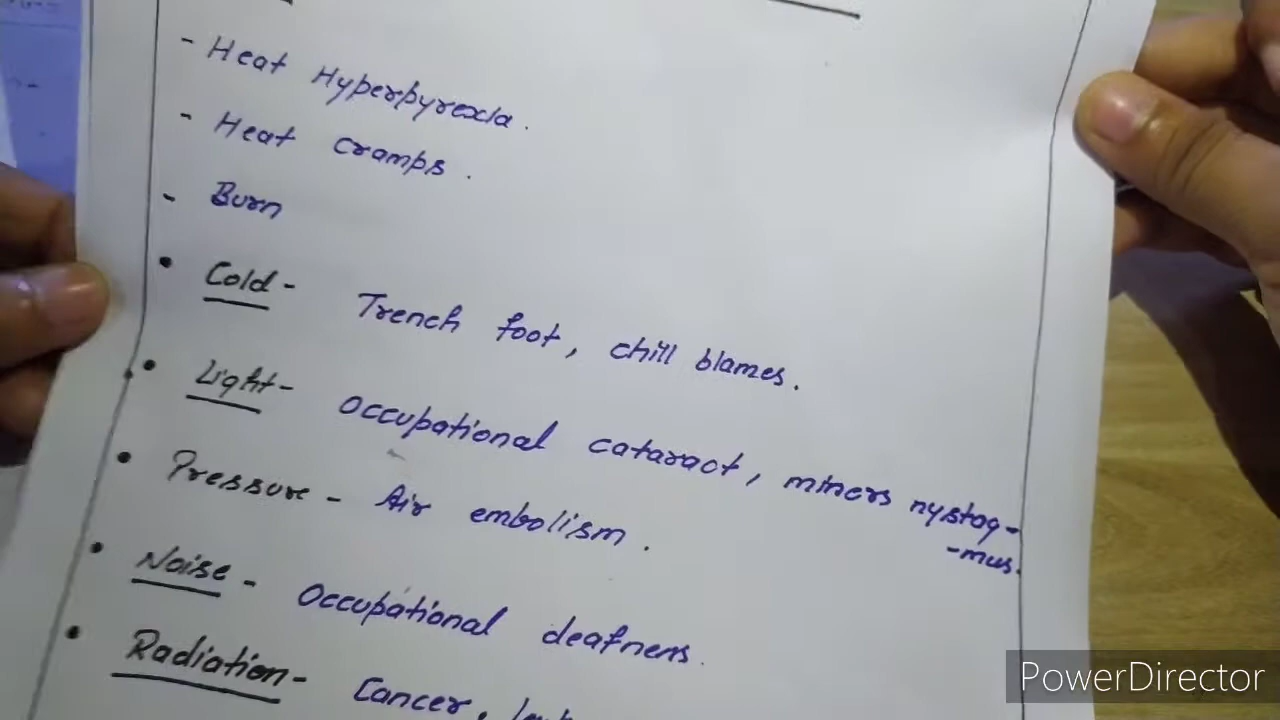 - Heat Hyperpyrexia.
- Heat cramps.
- Burn
• Cold - Trench foot, chill blames.
• Light - Occupational cataract, miners nystag-
-mus.
• Pressure - Air embolism.
• Noise - Occupational deafness.
• Radiation - Cancer,
PowerDirector